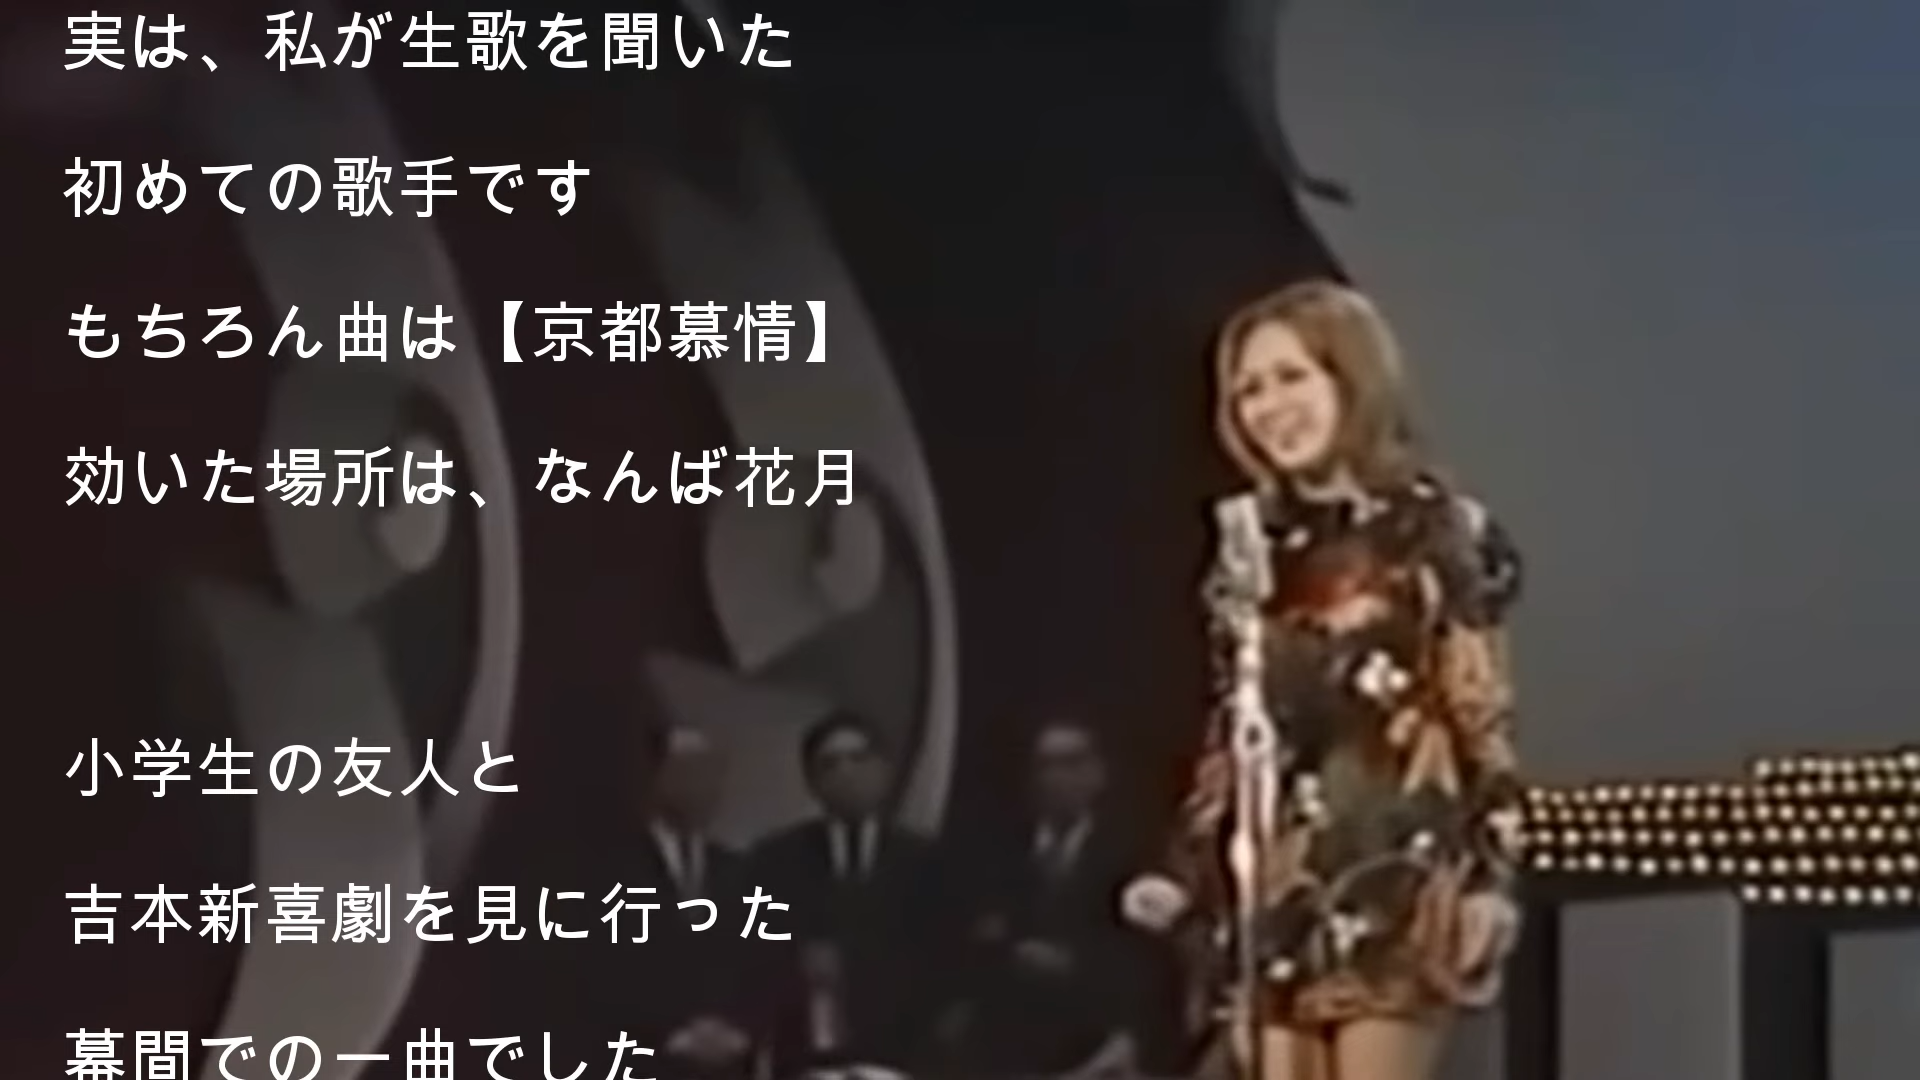 実は、私が生歌を聞いた
初めての歌手です
もちろん曲は【京都慕情】
効いた場所は、なんば花月
小学生の友人と
吉本新喜劇を見に行った
幕間での一曲でした